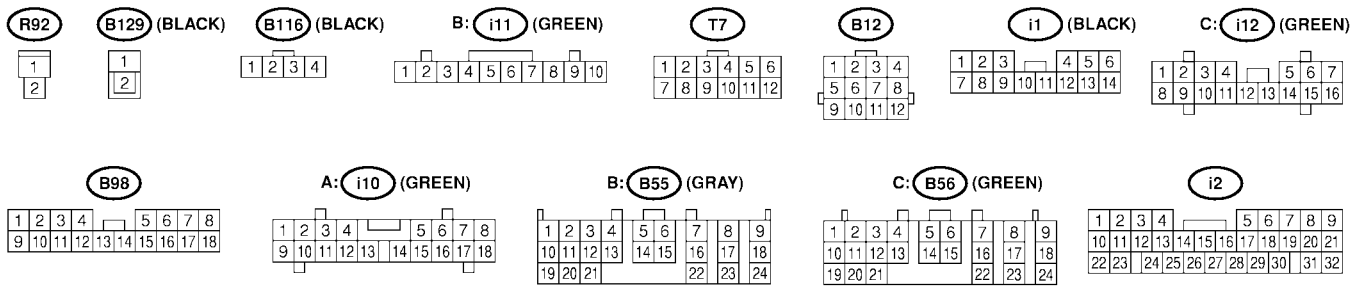 R92 B129 (BLACK) B116 (BLACK) B: i11 (GREEN) T7 B12 i1 (BLACK) C: i12 (GREEN)
1 1 1 2 3 4 1 2 3 4 5 6 7 8 9 10 1 2 3 4 5 6 1 2 3 4 1 2 3 4 5 6 1 2 3 4 5 6 7
2 2 7 8 9 10 11 12 5 6 7 8 7 8 9 10 11 12 13 14 8 9 10 11 12 13 14 15 16
9 10 11 12
B98 A: i10 (GREEN) B: B55 (GRAY) C: B56 (GREEN) i2
1 2 3 4 5 6 7 8 1 2 3 4 5 6 7 8 1 2 3 4 5 6 7 8 9 1 2 3 4 5 6 7 8 9 1 2 3 4 5 6 7 8 9
9 10 11 12 13 14 15 16 17 18 9 10 11 12 13 14 15 16 17 18 10 11 12 13 14 15 16 17 18 10 11 12 13 14 15 16 17 18 10 11 12 13 14 15 16 17 18 19 20 21
19 20 21 22 23 24 19 20 21 22 23 24 22 23 24 25 26 27 28 29 30 31 32